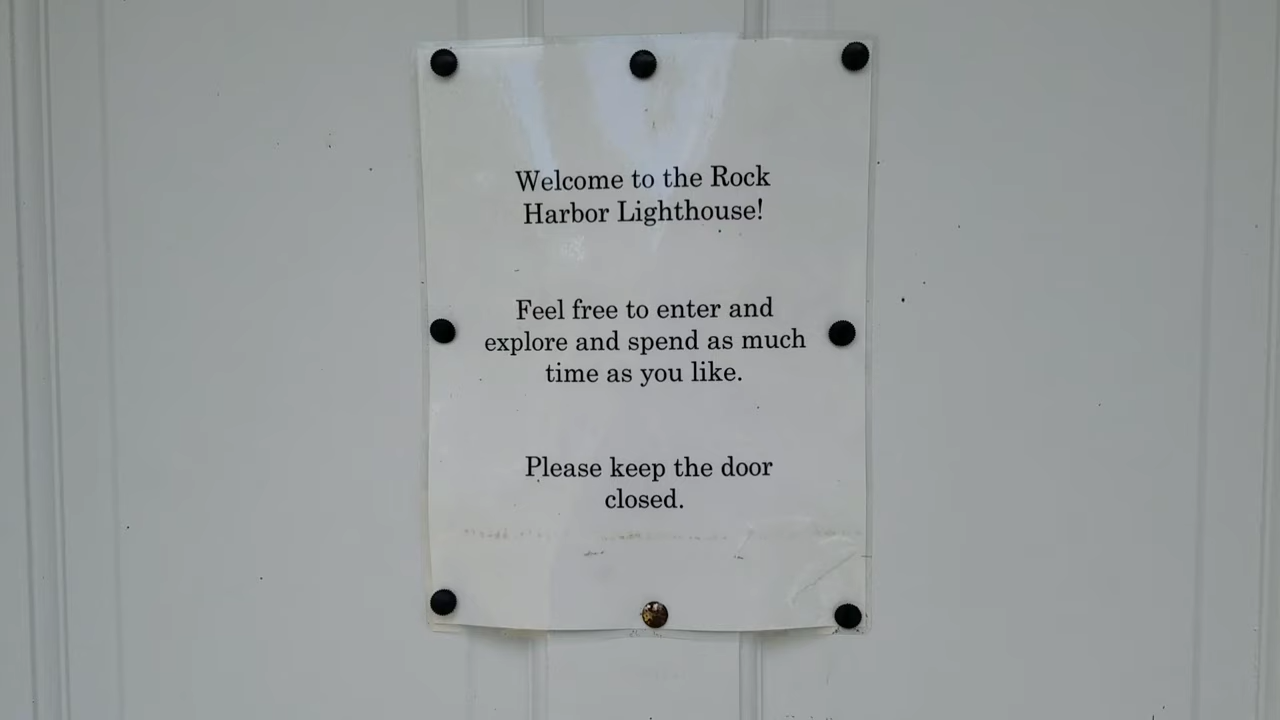 Welcome to the Rock
Harbor Lighthouse!
Feel free to enter and
explore and spend as much
time as you like.
Please keep the door
closed.